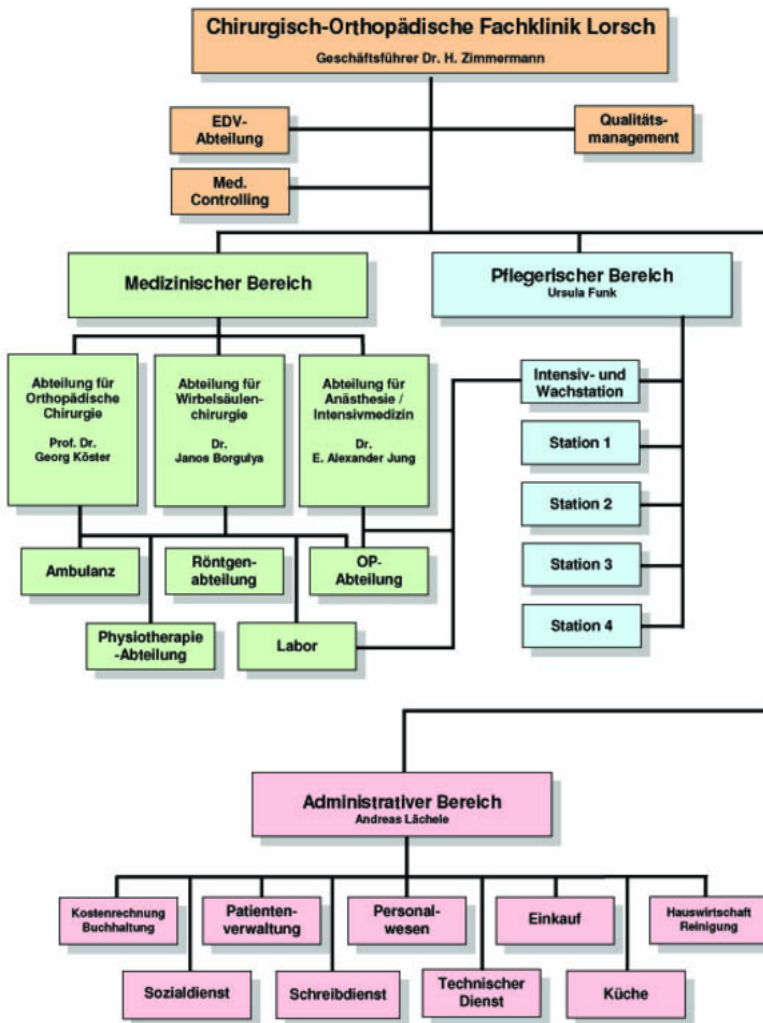 Chirurgisch-Orthopädische Fachklinik Lorsch
Geschäftsführer Dr. H. Zimmermann
EDV-
Abteilung
Qualitäts-
management
Med.
Controlling
Medizinischer Bereich
Pflegerischer Bereich
Ursula Funk
Abteilung für
Orthopädische
Chirurgie
Prof. Dr.
Georg Köster
Abteilung für
Wirbelsäulen-
chirurgie
Dr.
Janos Borgulya
Abteilung für
Anästhesie /
Intensivmedizin
Dr.
E. Alexander Jung
Intensiv- und
Wachstation
Station 1
Station 2
Station 3
Station 4
Ambulanz
Röntgen-
abteilung
OP-
Abteilung
Physiotherapie
-Abteilung
Labor
Administrativer Bereich
Andreas Lächele
Kostenrechnung
Buchhaltung
Patienten-
verwaltung
Personal-
wesen
Einkauf
Hauswirtschaft
Reinigung
Sozialdienst
Schreibdienst
Technischer
Dienst
Küche